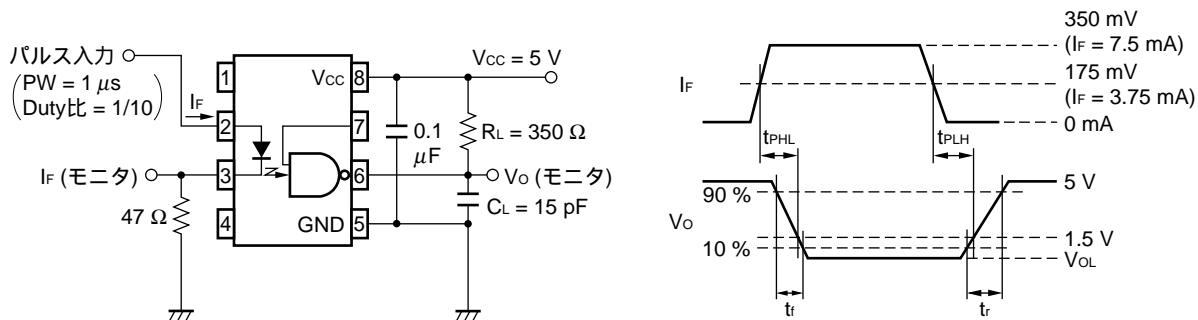 パルス入力
(PW = 1 μs
Duty比 = 1/10)
IF
1
2
3
4
VCC
8
7
6
GND
5
VCC = 5 V
0.1
μF
RL = 350 Ω
IF (モニタ)
VO (モニタ)
47 Ω
CL = 15 pF
IF
350 mV
(IF = 7.5 mA)
175 mV
(IF = 3.75 mA)
0 mA
tPHL
tPLH
VO
90 %
10 %
5 V
1.5 V
VOL
tf
tr